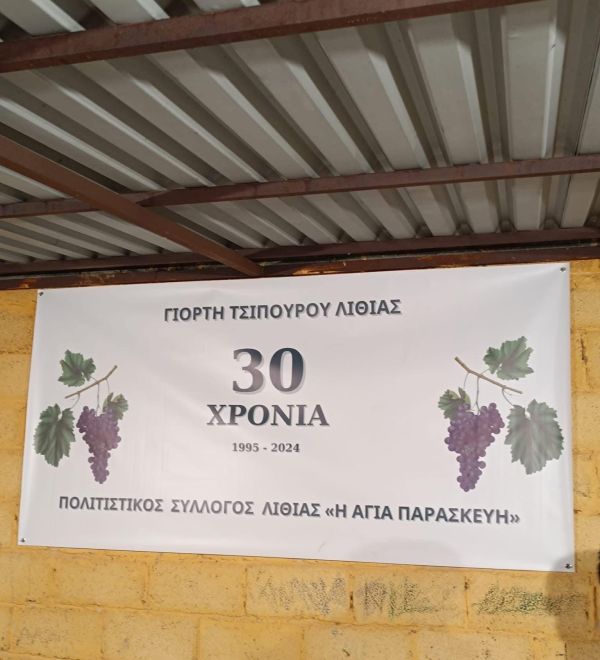 ΓΙΟΡΤΗ ΤΣΙΠΟΥΡΟΥ ΛΙΘΙΑΣ
30
ΧΡΟΝΙΑ
1995 - 2024
ΠΟΛΙΤΙΣΤΙΚΟΣ ΣΥΛΛΟΓΟΣ ΛΙΘΙΑΣ «Η ΑΓΙΑ ΠΑΡΑΣΚΕΥΗ»